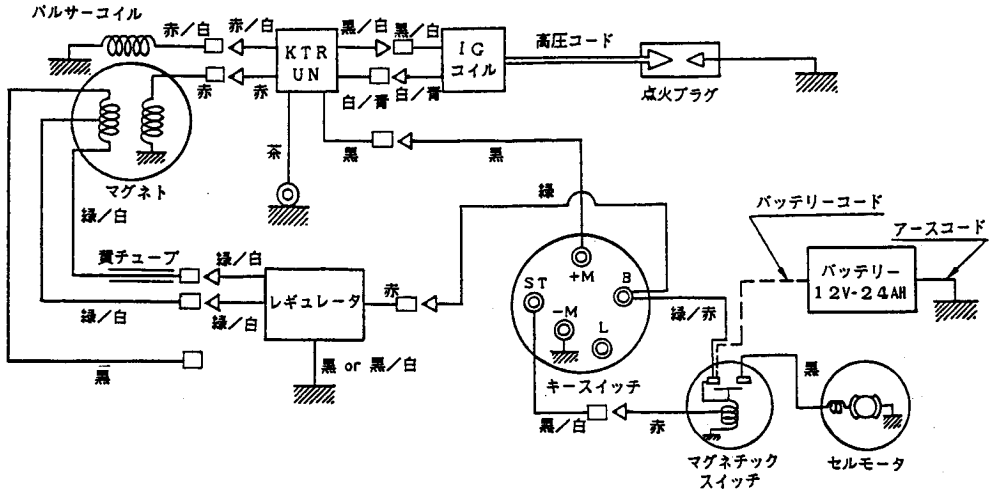 パルサーコイル
赤/白
赤/白
黒/白
黒/白
KTR
UN
IG
コイル
高圧コード
点火プラグ
赤
赤
白/青
白/青
黒
黒
茶
マグネト
緑/白
黄チューブ
緑/白
緑/白
緑/白
レギュレータ
赤
緑
黒 or 黒/白
黒
+M
B
ST
-M
L
キースイッチ
緑/赤
バッテリーコード
アースコード
バッテリー
12V-24AH
黒
黒/白
赤
マグネチック
スイッチ
セルモータ